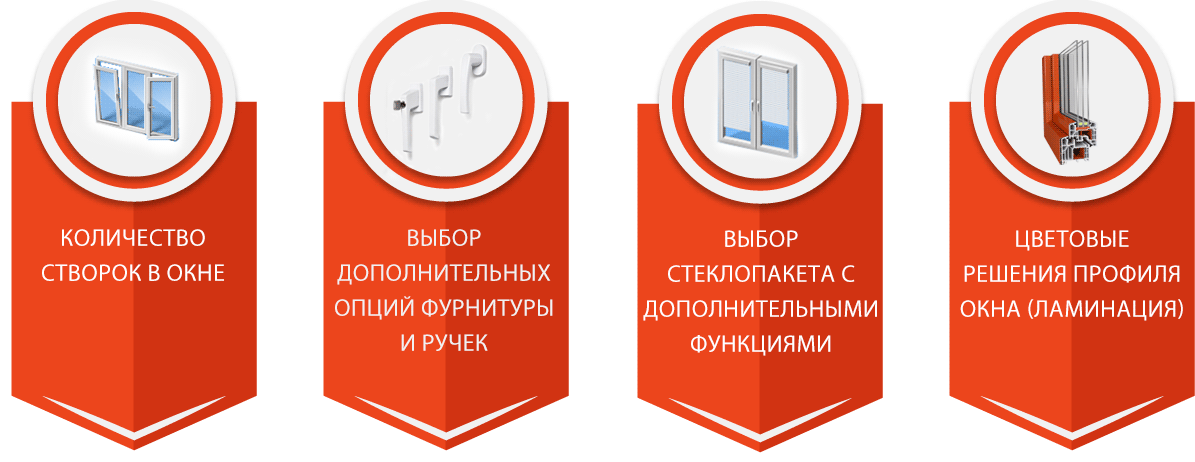 КОЛИЧЕСТВО
СТВОРОК В ОКНЕ
ВЫБОР
ДОПОЛНИТЕЛЬНЫХ
ОПЦИЙ ФУРНИТУРЫ
И РУЧЕК
ВЫБОР
СТЕКЛОПАКЕТА С
ДОПОЛНИТЕЛЬНЫМИ
ФУНКЦИЯМИ
ЦВЕТОВЫЕ
РЕШЕНИЯ ПРОФИЛЯ
ОКНА (ЛАМИНАЦИЯ)